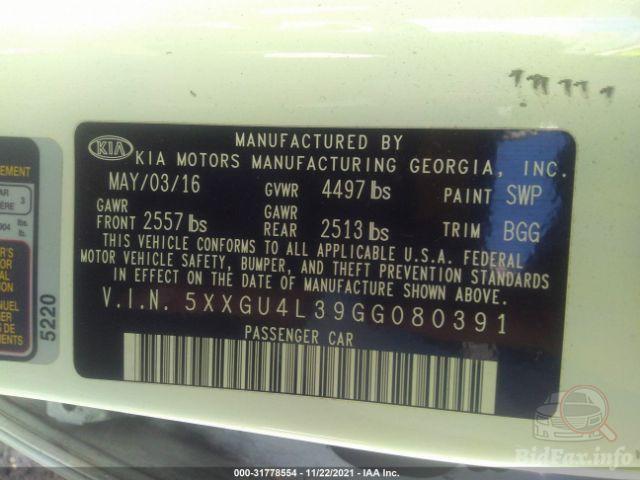 KIA
MANUFACTURED BY
KIA MOTORS MANUFACTURING GEORGIA, INC.
MAY/03/16 GVWR 4497 lbs PAINT SWP
GAWR GAWR
FRONT 2557 lbs REAR 2513 lbs TRIM BGG
THIS VEHICLE CONFORMS TO ALL APPLICABLE U.S.A. FEDERAL
MOTOR VEHICLE SAFETY, BUMPER, AND THEFT PREVENTION STANDARDS
IN EFFECT ON THE DATE OF MANUFACTURE SHOWN ABOVE.
V.I.N. 5XXGU4L39GG080391
PASSENGER CAR
5220
BidFax.info
000-31778554 - 11/22/2021 - IAA Inc.